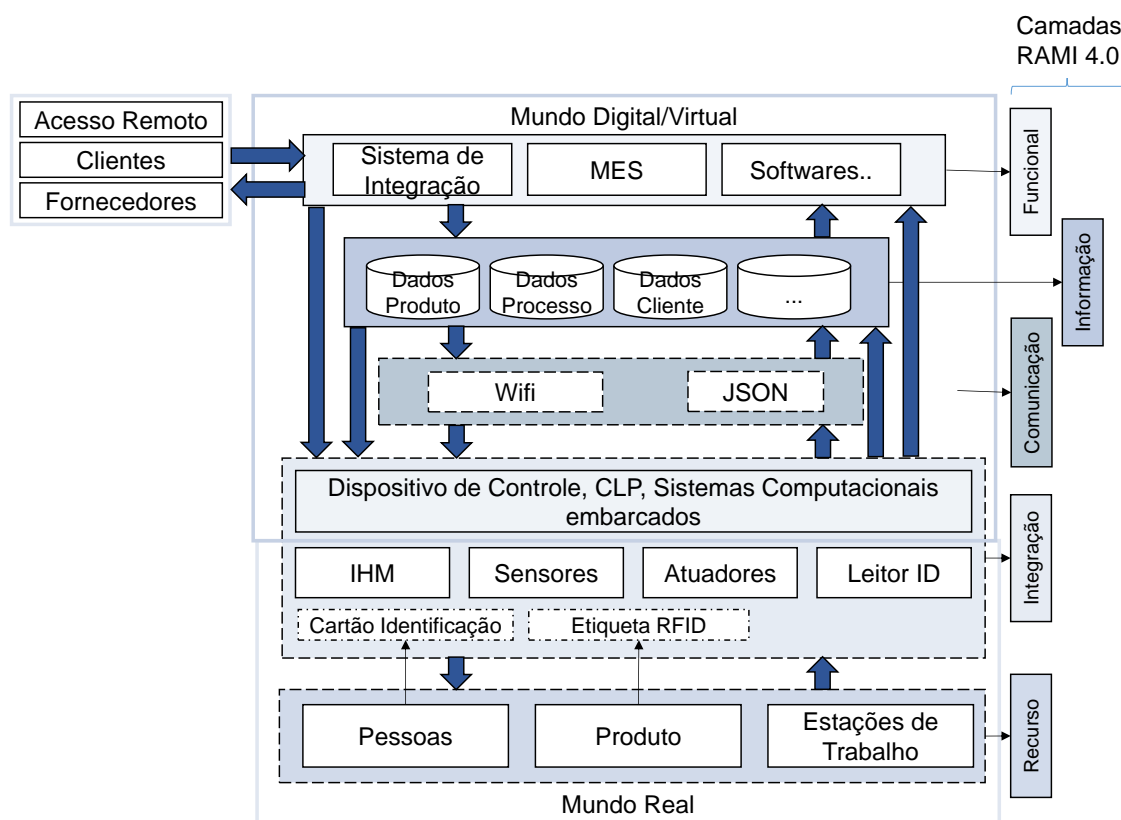 Camadas
RAMI 4.0
Acesso Remoto
Clientes
Fornecedores
Mundo Digital/Virtual
Sistema de
Integração
MES
Softwares..
Funcional
Dados
Produto
Dados
Processo
Dados
Cliente
...
Informação
Wifi
JSON
Comunicação
Dispositivo de Controle, CLP, Sistemas Computacionais
embarcados
IHM
Sensores
Atuadores
Leitor ID
Integração
Cartão Identificação
Etiqueta RFID
Pessoas
Produto
Estações de
Trabalho
Recurso
Mundo Real